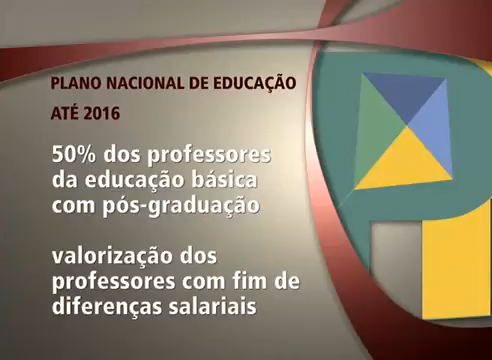 PLANO NACIONAL DE EDUCAÇÃO
ATÉ 2016
50% dos professores
da educação básica
com pós-graduação
valorização dos
professores com fim de
diferenças salariais